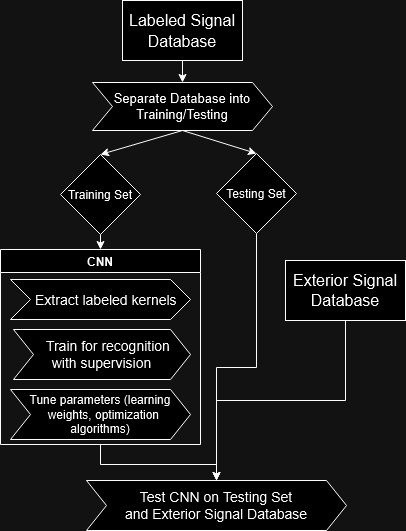 Labeled Signal
Database
Separate Database into
Training/Testing
Training Set
Testing Set
CNN
Extract labeled kernels
Exterior Signal
Database
Train for recognition
with supervision
Tune parameters (learning
weights, optimization
algorithms)
Test CNN on Testing Set
and Exterior Signal Database